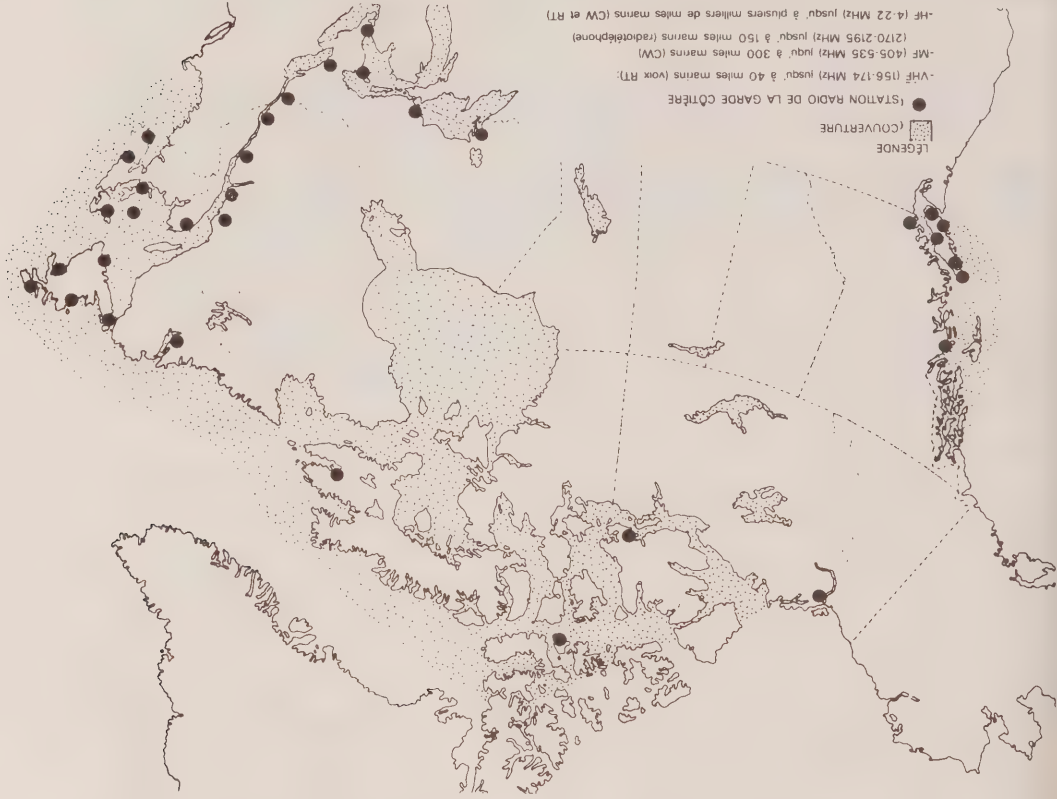 LÉGENDE
COUVERTURE
STATION RADIO DE LA GARDE CÔTIÈRE
-VHF (156-174 MHz) jusqu' à 40 miles marins (voix RT):
-MF (405-535 MHz) juqu' à 300 miles marins (CW)
(2170-2195 MHz) jusqu' à 150 miles marins (radiotéléphone)
-HF (4-22 MHz) jusqu' à plusiers milliers de miles marins (CW et RT)